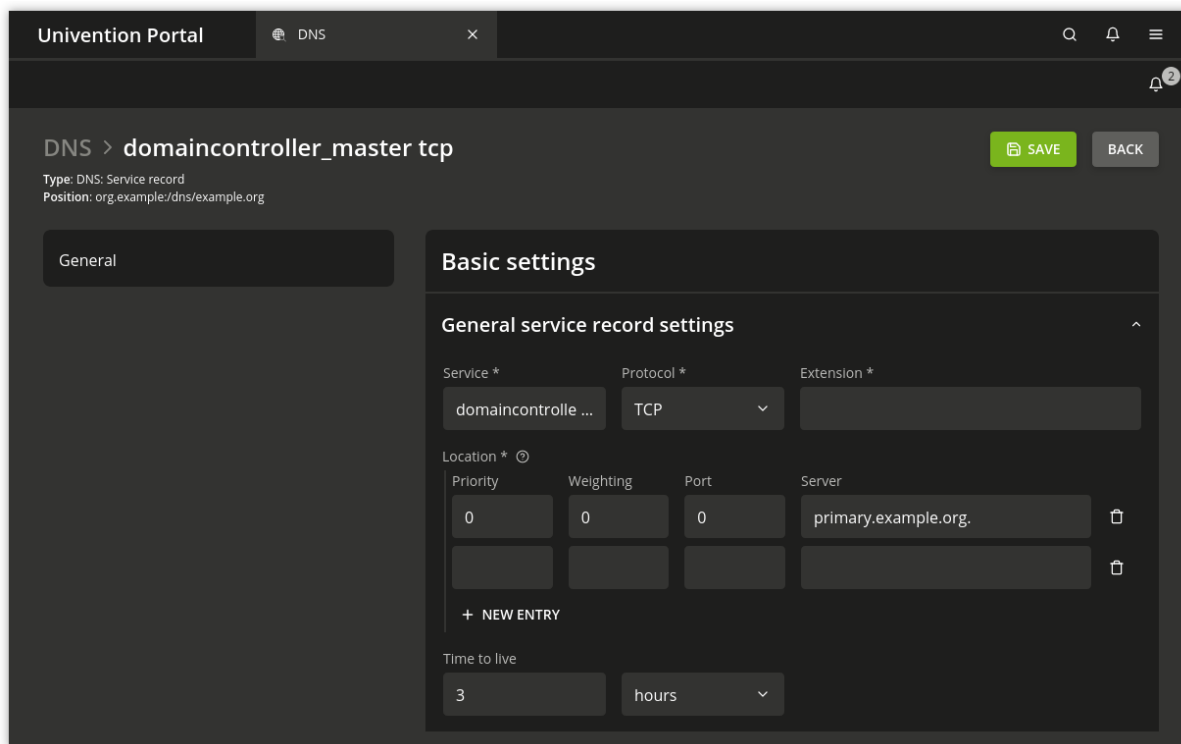 Univention Portal DNS
2
DNS > domaincontroller_master tcp
SAVE BACK
Type: DNS: Service record
Position: org.example:/dns/example.org
General
Basic settings
General service record settings
Service * Protocol * Extension *
domaincontrolle ... TCP
Location *
Priority Weighting Port Server
0 0 0 primary.example.org.
+ NEW ENTRY
Time to live
3 hours